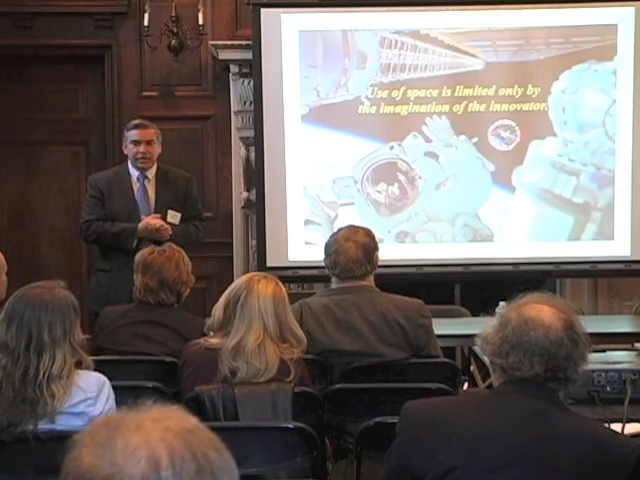 Use of space is limited only by
the imagination of the innovator.